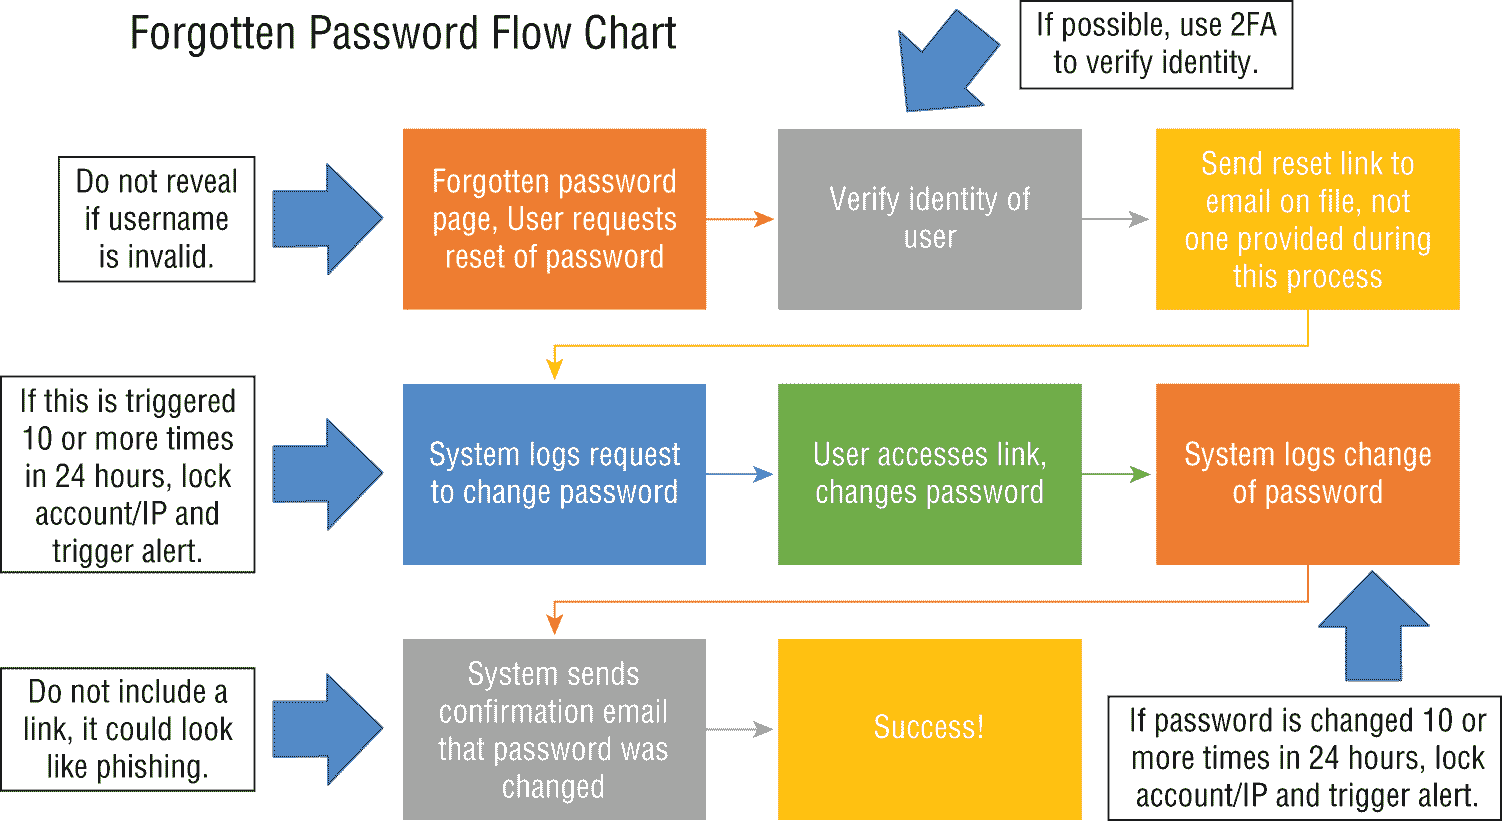 Forgotten Password Flow Chart
If possible, use 2FA
to verify identity.
Do not reveal
if username
is invalid.
Forgotten password
page, User requests
reset of password
Verify identity of
user
Send reset link to
email on file, not
one provided during
this process
If this is triggered
10 or more times
in 24 hours, lock
account/IP and
trigger alert.
System logs request
to change password
User accesses link,
changes password
System logs change
of password
Do not include a
link, it could look
like phishing.
System sends
confirmation email
that password was
changed
Success!
If password is changed 10 or
more times in 24 hours, lock
account/IP and trigger alert.